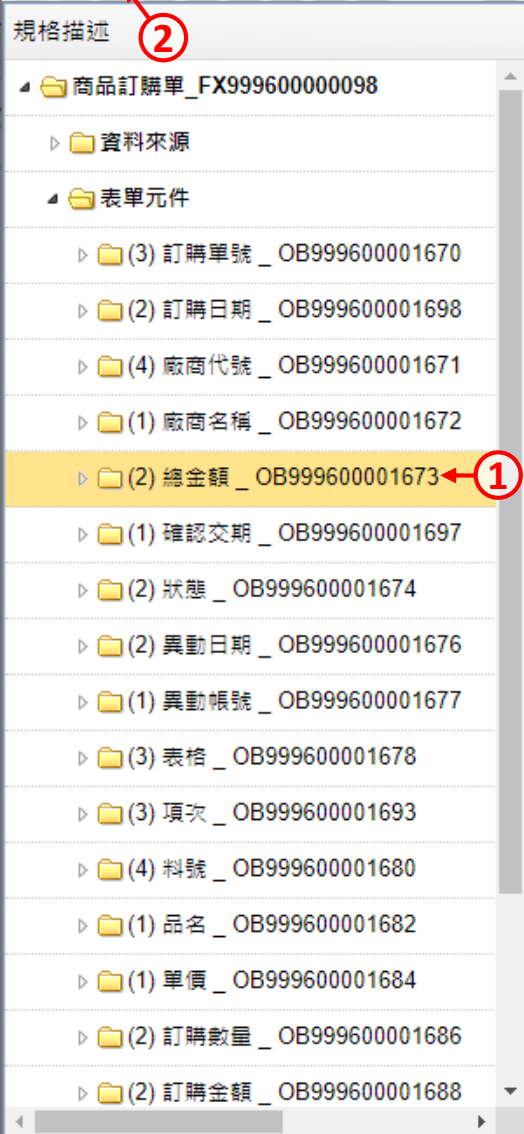 規格描述
2
商品訂購單_FX999600000098
資料來源
表單元件
(3) 訂購單號 _ OB999600001670
(2) 訂購日期 _ OB999600001698
(4) 廠商代號 _ OB999600001671
(1) 廠商名稱 _ OB999600001672
(2) 總金額 _ OB999600001673
1
(1) 確認交期 _ OB999600001697
(2) 狀態 _ OB999600001674
(2) 異動日期 _ OB999600001676
(1) 異動帳號 _ OB999600001677
(3) 表格 _ OB999600001678
(3) 項次 _ OB999600001693
(4) 料號 _ OB999600001680
(1) 品名 _ OB999600001682
(1) 單價 _ OB999600001684
(2) 訂購數量 _ OB999600001686
(2) 訂購金額 _ OB999600001688